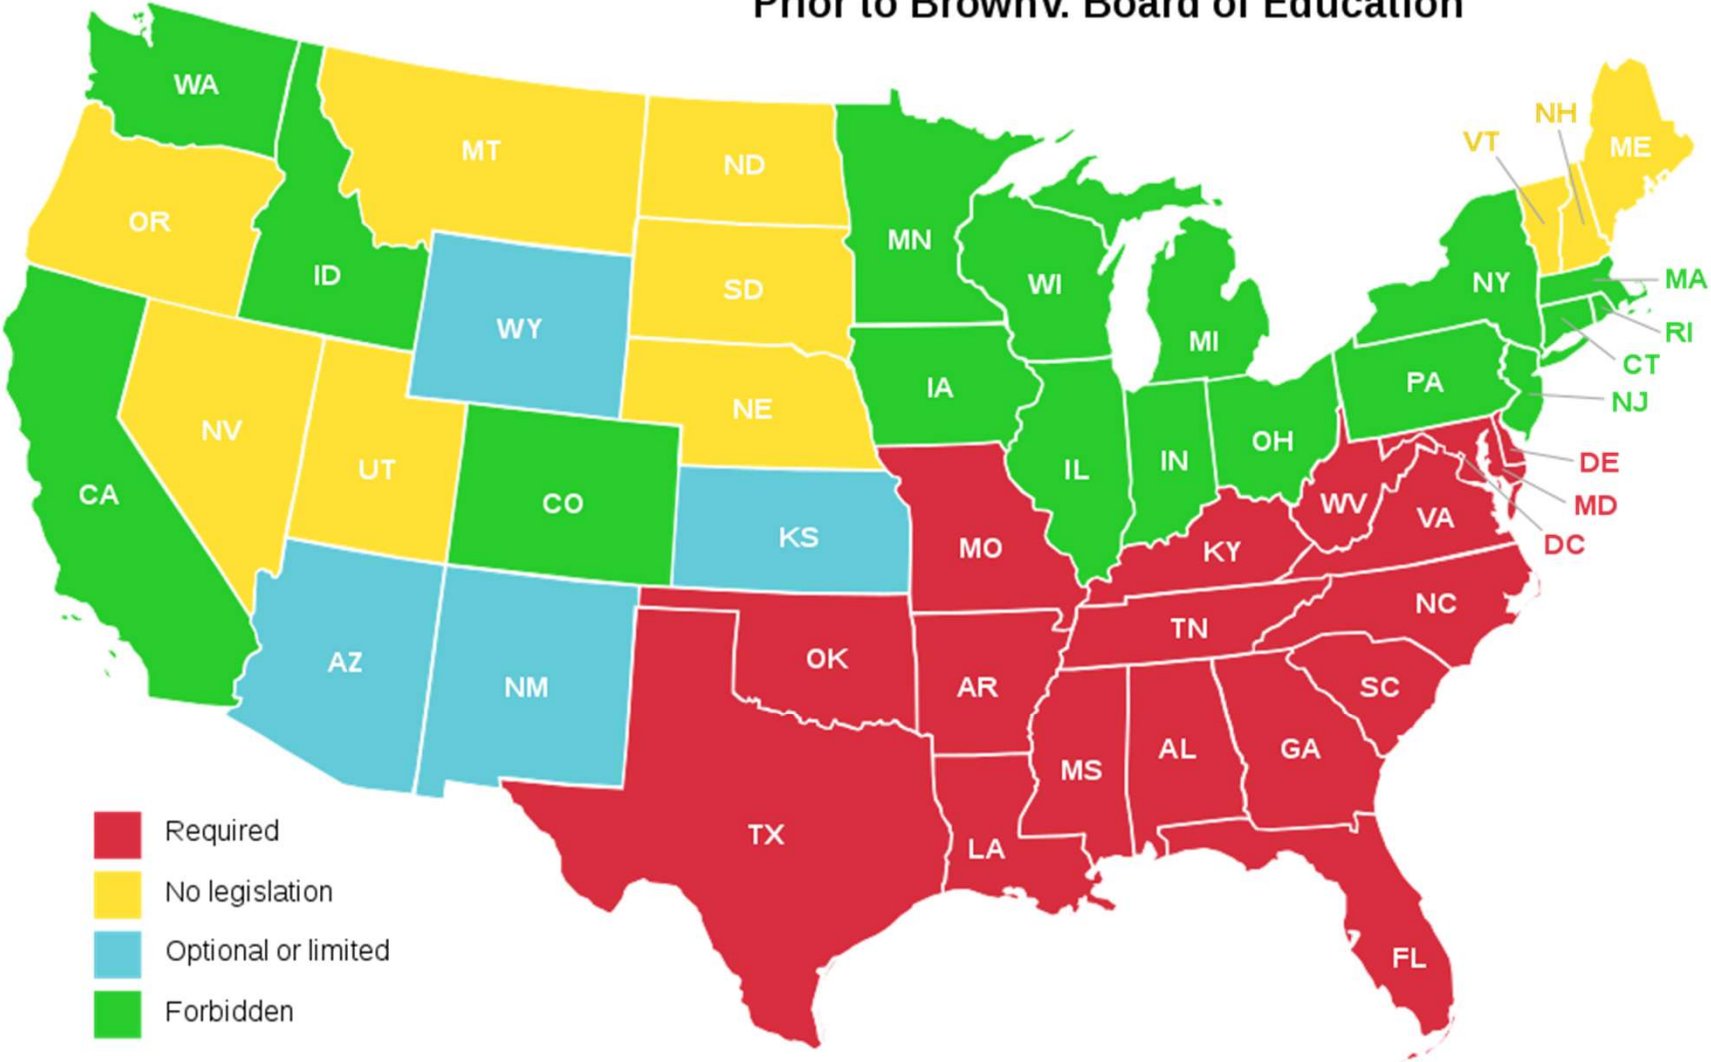 Prior to Brownv. Board of Education
WA
MT
ND
MN
VT
NH
ME
OR
ID
WY
SD
WI
MI
NY
MA
RI
CT
NJ
NV
UT
CO
NE
IA
IL
IN
OH
PA
CA
KS
MO
KY
WV
VA
DE
MD
DC
AZ
NM
OK
AR
TN
NC
SC
TX
LA
MS
AL
GA
FL
Required
No legislation
Optional or limited
Forbidden